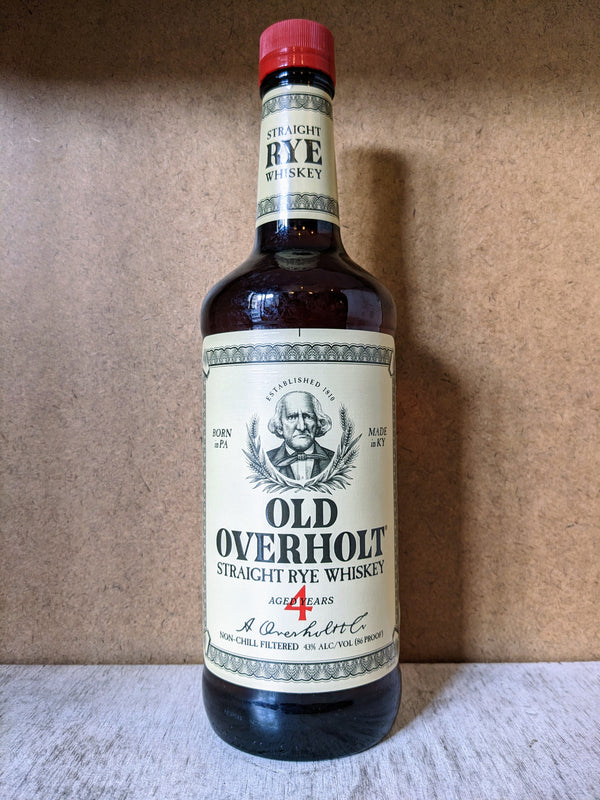 STRAIGHT
RYE
WHISKEY
ESTABLISHED 1810
BORN
in PA
MADE
in KY
OLD
OVERHOLT
STRAIGHT RYE WHISKEY
AGED 4 YEARS
A. Overholt & Co
NON-CHILL FILTERED 43% ALC/VOL (86 PROOF)